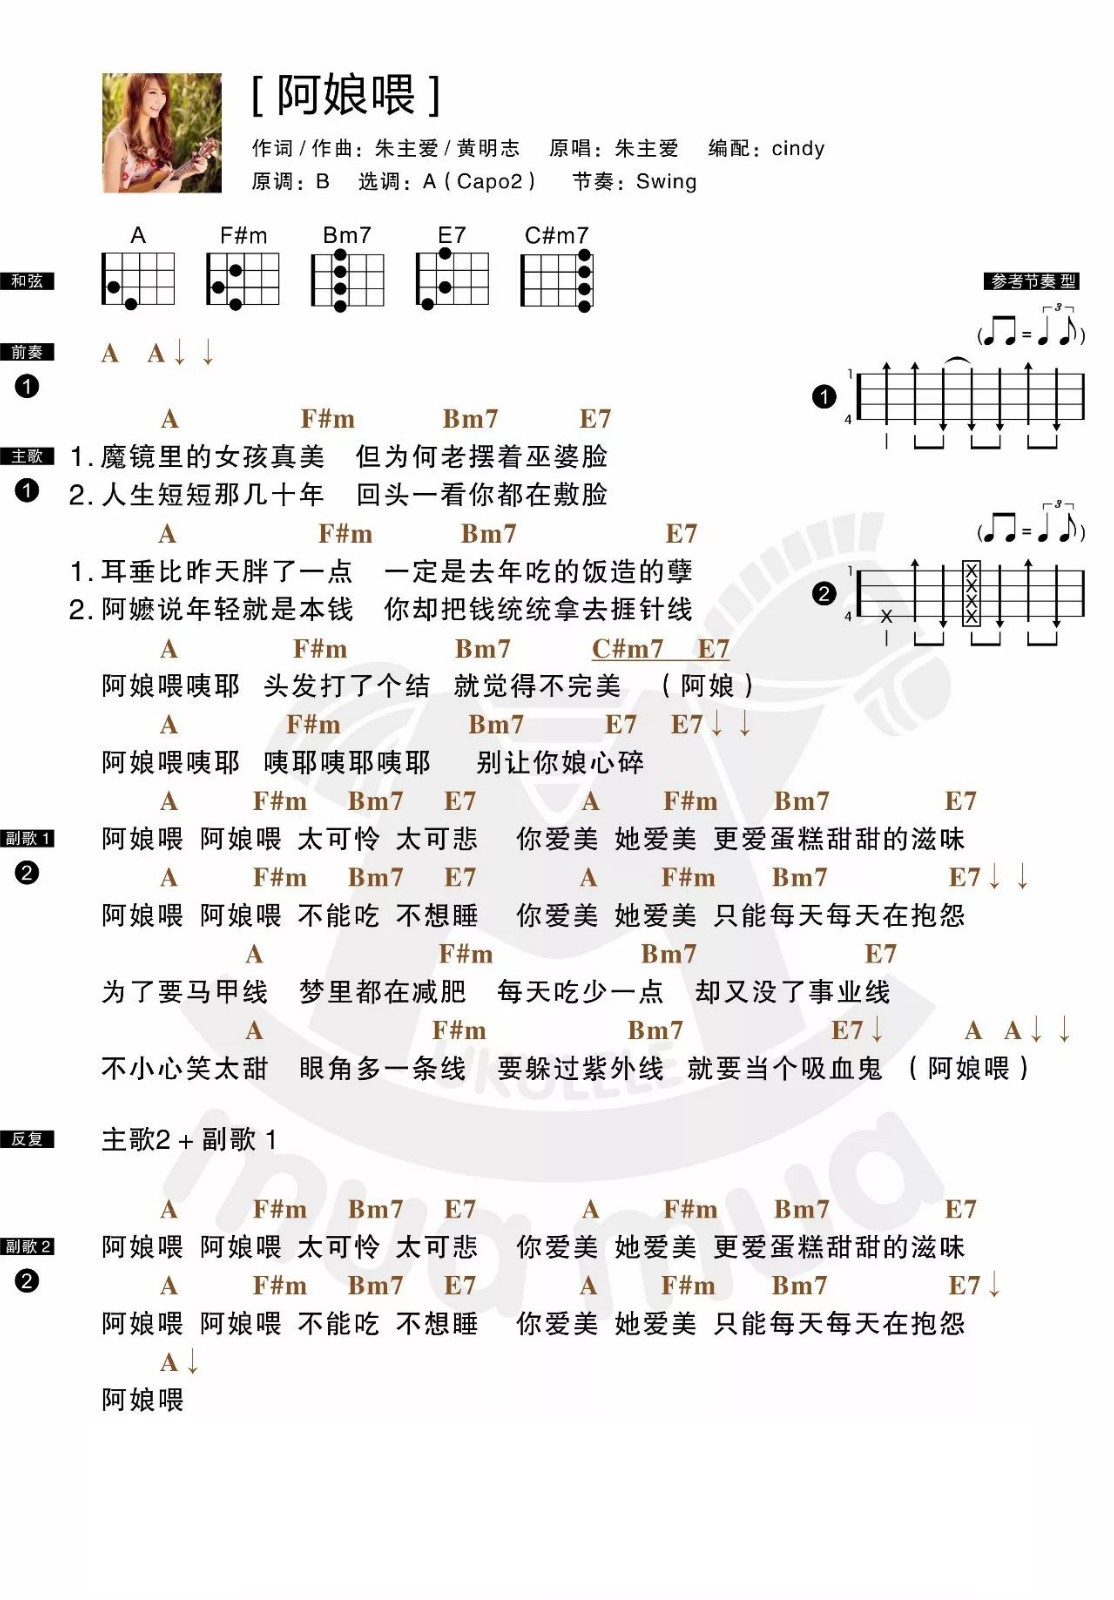 [ 阿娘喂 ]
作词 / 作曲：朱主爱 / 黄明志 原唱：朱主爱 编配：cindy
原调：B 选调：A（Capo2） 节奏：Swing
A F#m Bm7 E7 C#m7
和弦
参考节奏型
前奏 A A↓ ↓
1
( = 3 )
1
1
4
A F#m Bm7 E7
主歌 1. 魔镜里的女孩真美 但为何老摆着巫婆脸
1
2. 人生短短那几十年 回头一看你都在敷脸
A F#m Bm7 E7
( = 3 )
1. 耳垂比昨天胖了一点 一定是去年吃的饭造的孽
2
1
4
X X X X X
2. 阿嬷说年轻就是本钱 你却把钱统统拿去捱针线
A F#m Bm7 C#m7 E7
阿娘喂咦耶 头发打了个结 就觉得不完美 （阿娘）
A F#m Bm7 E7 E7↓ ↓
阿娘喂咦耶 咦耶咦耶咦耶 别让你娘心碎
A F#m Bm7 E7 A F#m Bm7 E7
副歌 1 阿娘喂 阿娘喂 太可怜 太可悲 你爱美 她爱美 更爱蛋糕甜甜的滋味
2
A F#m Bm7 E7 A F#m Bm7 E7↓ ↓
阿娘喂 阿娘喂 不能吃 不想睡 你爱美 她爱美 只能每天每天在抱怨
A F#m Bm7 E7
为了要马甲线 梦里都在减肥 每天吃少一点 却又没了事业线
A F#m Bm7 E7↓ A A↓ ↓
不小心笑太甜 眼角多一条线 要躲过紫外线 就要当个吸血鬼 （阿娘喂）
UKULELE
反复 主歌2 + 副歌 1
mua mua
A F#m Bm7 E7 A F#m Bm7 E7
副歌 2 阿娘喂 阿娘喂 太可怜 太可悲 你爱美 她爱美 更爱蛋糕甜甜的滋味
2
A F#m Bm7 E7 A F#m Bm7 E7↓
阿娘喂 阿娘喂 不能吃 不想睡 你爱美 她爱美 只能每天每天在抱怨
A↓
阿娘喂